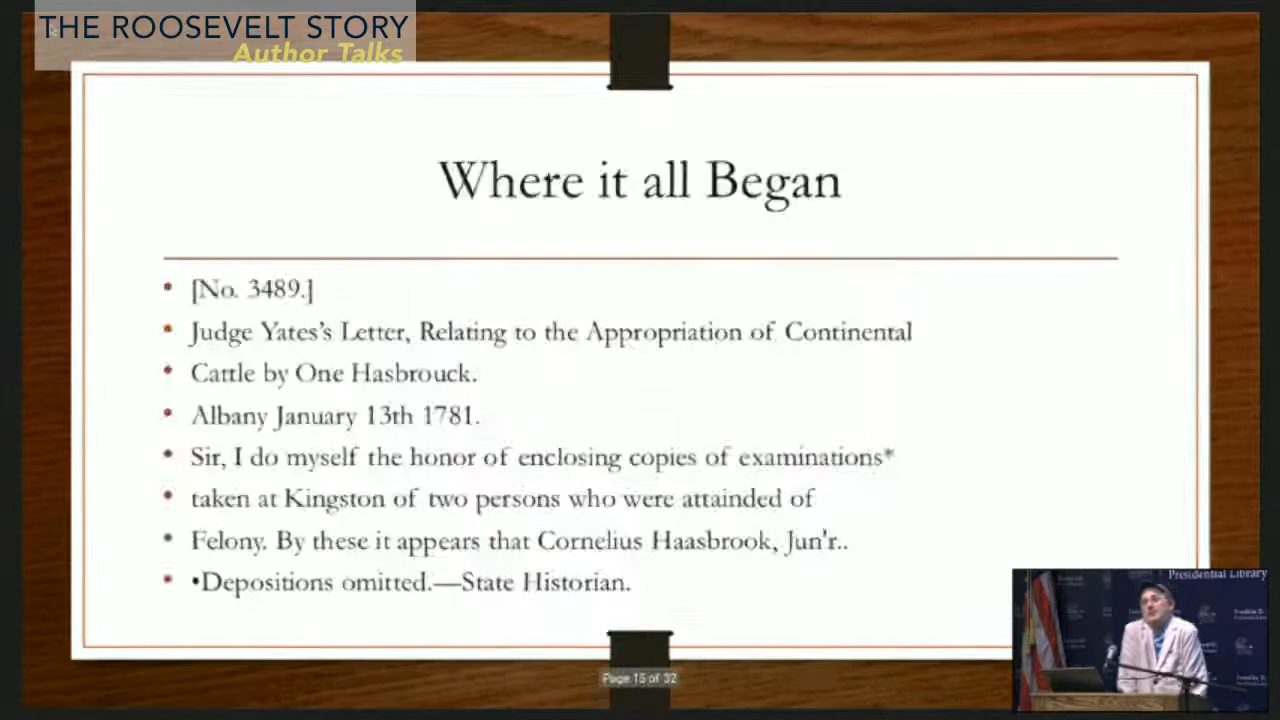 THE ROOSEVELT STORY
Author Talks
Where it all Began
• [No. 3489.]
• Judge Yates's Letter, Relating to the Appropriation of Continental
• Cattle by One Hasbrouck.
• Albany January 13th 1781.
• Sir, I do myself the honor of enclosing copies of examinations*
• taken at Kingston of two persons who were attainded of
• Felony. By these it appears that Cornelius Haasbrook, Jun'r..
• •Depositions omitted.—State Historian.
Page 15 of 32
Presidential Library